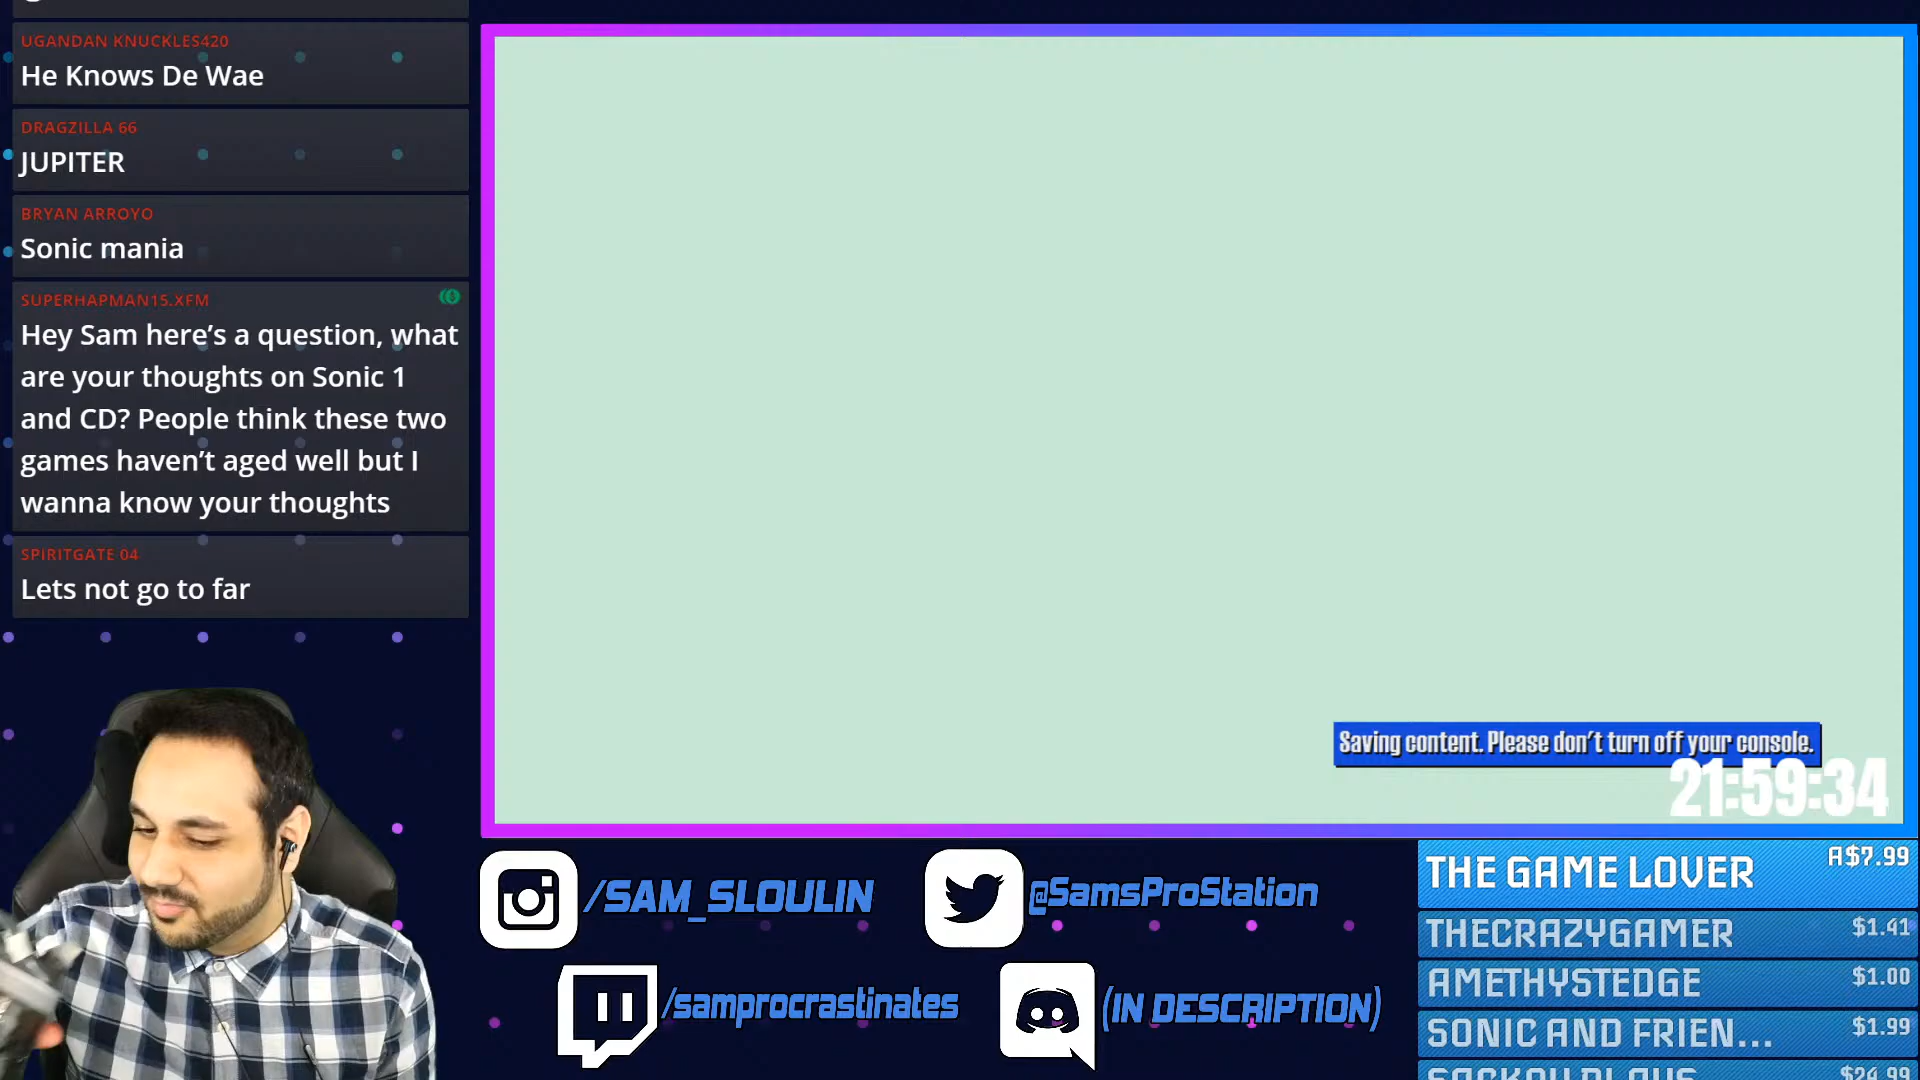 UGANDAN KNUCKLES420
He Knows De Wae
DRAGZILLA 66
JUPITER
BRYAN ARROYO
Sonic mania
SUPERHAPMAN15.XFM
Hey Sam here's a question, what
are your thoughts on Sonic 1
and CD? People think these two
games haven't aged well but I
wanna know your thoughts
SPIRITGATE 04
Lets not go to far
Saving content. Please don't turn off your console.
21:59:34
/SAM_SLOULIN
@SamsProStation
/samprocrastinates
(IN DESCRIPTION)
THE GAME LOVER A$7.99
THECRAZYGAMER $1.41
AMETHYSTEDGE $1.00
SONIC AND FRIEN... $1.99
$24.99